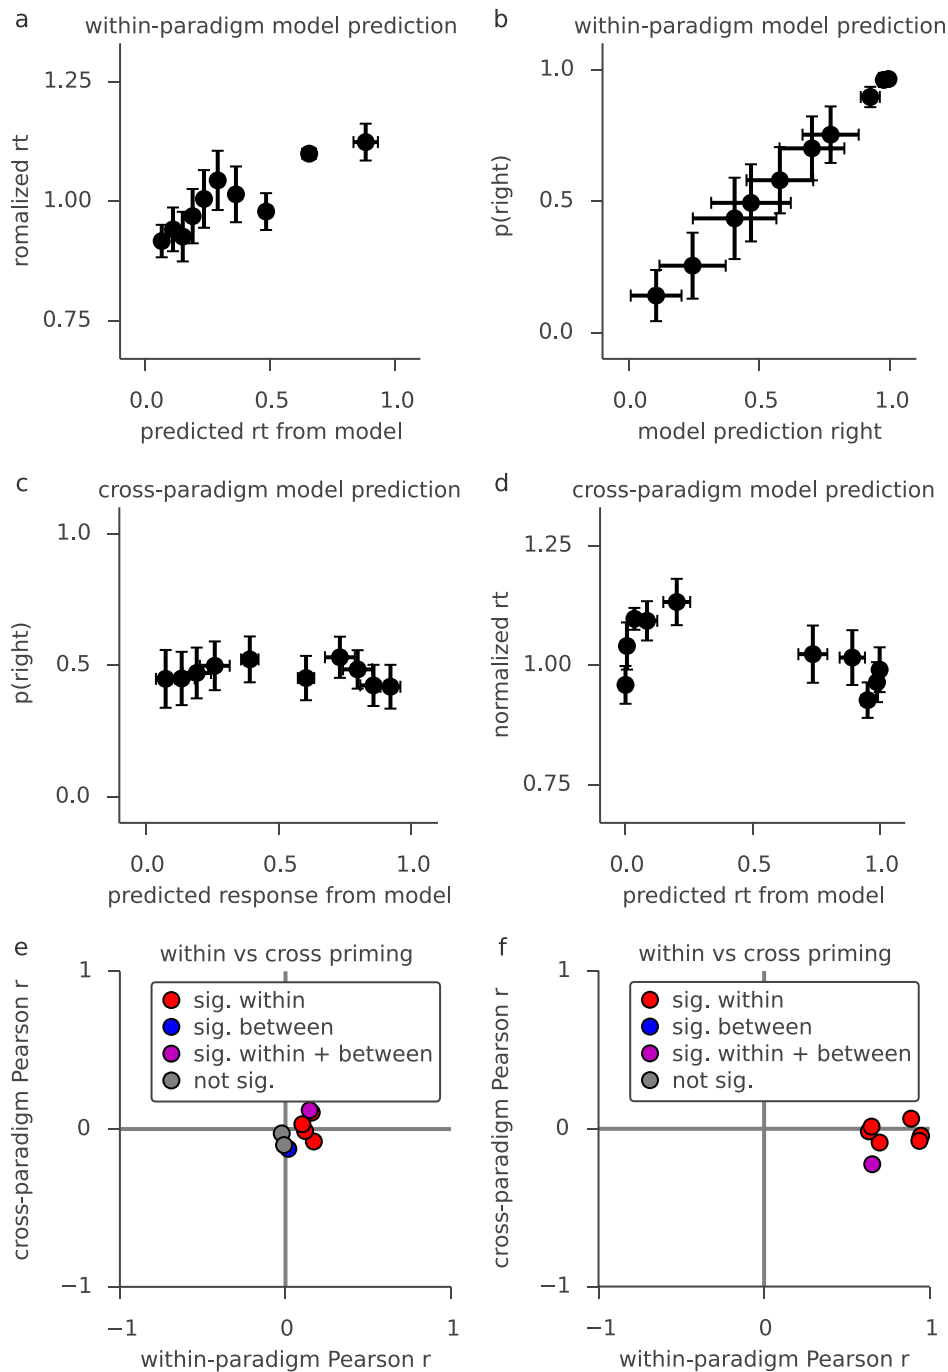 a
within-paradigm model prediction
1.25
1.00
0.75
romalized rt
0.0 0.5 1.0
predicted rt from model
b
within-paradigm model prediction
1.0
0.5
0.0
p(right)
0.0 0.5 1.0
model prediction right
c
cross-paradigm model prediction
1.0
0.5
0.0
p(right)
0.0 0.5 1.0
predicted response from model
d
cross-paradigm model prediction
1.25
1.00
0.75
normalized rt
0.0 0.5 1.0
predicted rt from model
e
within vs cross priming
1
0
−1
cross-paradigm Pearson r
sig. within
sig. between
sig. within + between
not sig.
−1 0 1
within-paradigm Pearson r
f
within vs cross priming
1
0
−1
cross-paradigm Pearson r
sig. within
sig. between
sig. within + between
not sig.
−1 0 1
within-paradigm Pearson r